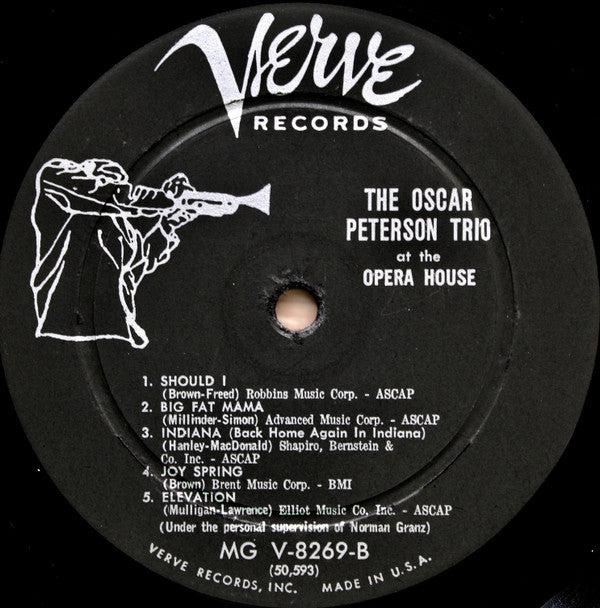 Verve
RECORDS
THE OSCAR
PETERSON TRIO
at the
OPERA HOUSE
1. SHOULD I
(Brown-Freed) Robbins Music Corp. - ASCAP
2. BIG FAT MAMA
(Millinder-Simon) Advanced Music Corp. - ASCAP
3. INDIANA (Back Home Again In Indiana)
(Hanley-MacDonald) Shapiro, Bernstein &
Co. Inc. - ASCAP
4. JOY SPRING
(Brown) Brent Music Corp. - BMI
5. ELEVATION
(Mulligan-Lawrence) Elliot Music Co, Inc. - ASCAP
(Under the personal supervision of Norman Granz)
MG V-8269-B
(50,593)
VERVE RECORDS, INC. MADE IN U.S.A.